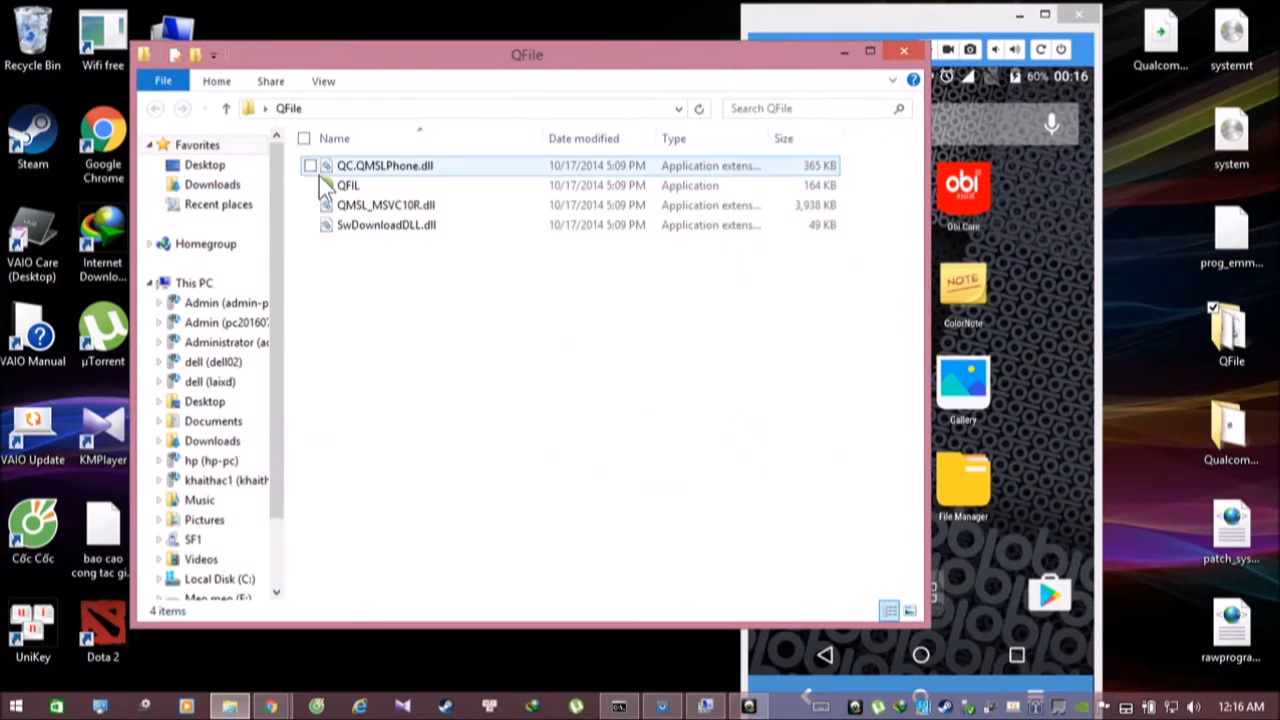 QFile
File
Home
Share
View
QFile
Search QFile
Name
Date modified
Type
Size
QC.QMSLPhone.dll
10/17/2014 5:09 PM
Application extens...
365 KB
QFIL
10/17/2014 5:09 PM
Application
164 KB
QMSL_MSVC10R.dll
10/17/2014 5:09 PM
Application extens...
3,938 KB
SwDownloadDLL.dll
10/17/2014 5:09 PM
Application extens...
49 KB
Favorites
Desktop
Downloads
Recent places
Homegroup
This PC
Admin (admin-p
Admin (pc201607
Administrator (ac
dell (dell02)
dell (laixd)
Desktop
Documents
Downloads
hp (hp-pc)
khaithac1 (khaith
Music
Pictures
SF1
Videos
Local Disk (C:)
4 items
Recycle Bin
Wifi free
Steam
Google
Chrome
VAIO Care
(Desktop)
Internet
Downlo...
VAIO Manual
µTorrent
VAIO Update
KMPlayer
Cốc Cốc
bao cao
cong tac gi...
UniKey
Dota 2
60% 00:16
obi
assist
Obi Care
NOTE
ColorNote
Gallery
File Manager
Qualcom...
systemrt
system
prog_emm...
QFile
Qualcom...
patch_sys...
rawprogra...
12:16 AM